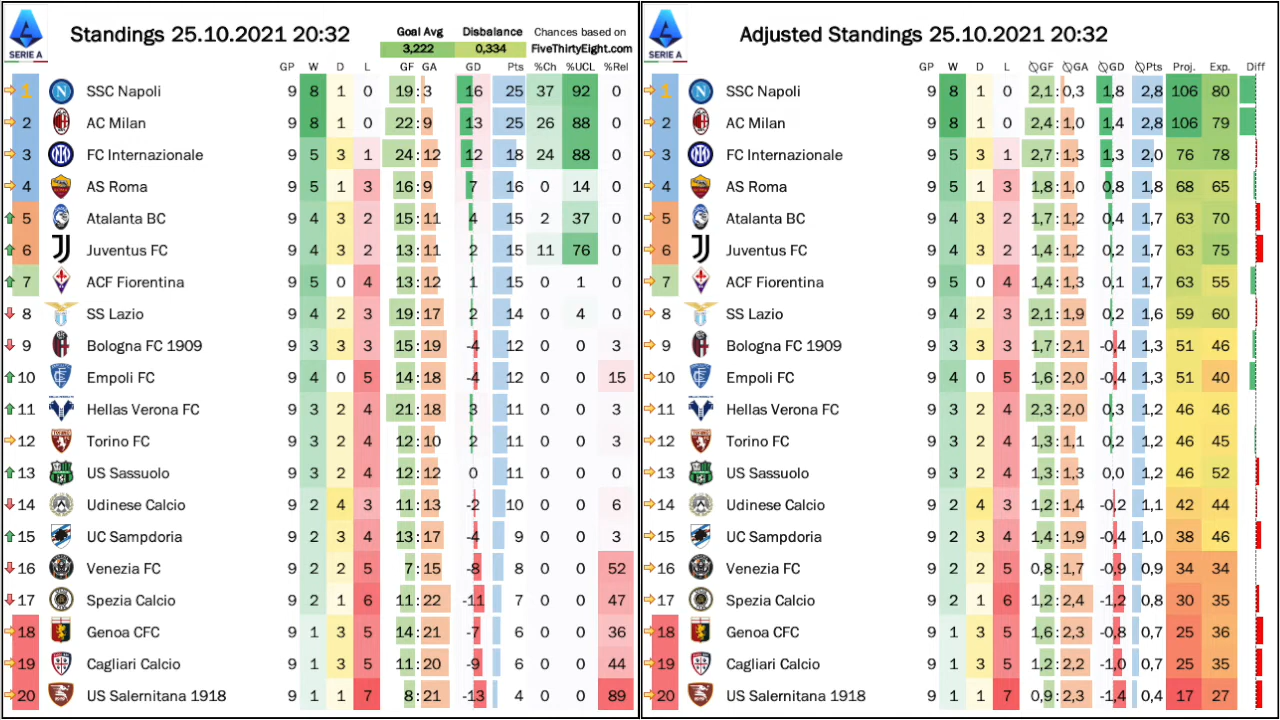 SERIE A
Standings 25.10.2021 20:32
Goal Avg Disbalance Chances based on
3,222 0,334 FiveThirtyEight.com
GP W D L GF GA GD Pts %Ch %UCL %Rel
1 SSC Napoli 9 8 1 0 19:3 16 25 37 92 0
2 AC Milan 9 8 1 0 22:9 13 25 26 88 0
3 FC Internazionale 9 5 3 1 24:12 12 18 24 88 0
4 AS Roma 9 5 1 3 16:9 7 16 0 14 0
5 Atalanta BC 9 4 3 2 15:11 4 15 2 37 0
6 Juventus FC 9 4 3 2 13:11 2 15 11 76 0
7 ACF Fiorentina 9 5 0 4 13:12 1 15 0 1 0
8 SS Lazio 9 4 2 3 19:17 2 14 0 4 0
9 Bologna FC 1909 9 3 3 3 15:19 -4 12 0 0 3
10 Empoli FC 9 4 0 5 14:18 -4 12 0 0 15
11 Hellas Verona FC 9 3 2 4 21:18 3 11 0 0 3
12 Torino FC 9 3 2 4 12:10 2 11 0 0 3
13 US Sassuolo 9 3 2 4 12:12 0 11 0 0 0
14 Udinese Calcio 9 2 4 3 11:13 -2 10 0 0 6
15 UC Sampdoria 9 2 3 4 13:17 -4 9 0 0 3
16 Venezia FC 9 2 2 5 7:15 -8 8 0 0 52
17 Spezia Calcio 9 2 1 6 11:22 -11 7 0 0 47
18 Genoa CFC 9 1 3 5 14:21 -7 6 0 0 36
19 Cagliari Calcio 9 1 3 5 11:20 -9 6 0 0 44
20 US Salernitana 1918 9 1 1 7 8:21 -13 4 0 0 89
SERIE A
Adjusted Standings 25.10.2021 20:32
GP W D L ∅GF ∅GA ∅GD ∅Pts Proj. Exp. Diff
1 SSC Napoli 9 8 1 0 2,1:0,3 1,8 2,8 106 80
2 AC Milan 9 8 1 0 2,4:1,0 1,4 2,8 106 79
3 FC Internazionale 9 5 3 1 2,7:1,3 1,3 2,0 76 78
4 AS Roma 9 5 1 3 1,8:1,0 0,8 1,8 68 65
5 Atalanta BC 9 4 3 2 1,7:1,2 0,4 1,7 63 70
6 Juventus FC 9 4 3 2 1,4:1,2 0,2 1,7 63 75
7 ACF Fiorentina 9 5 0 4 1,4:1,3 0,1 1,7 63 55
8 SS Lazio 9 4 2 3 2,1:1,9 0,2 1,6 59 60
9 Bologna FC 1909 9 3 3 3 1,7:2,1 -0,4 1,3 51 46
10 Empoli FC 9 4 0 5 1,6:2,0 -0,4 1,3 51 40
11 Hellas Verona FC 9 3 2 4 2,3:2,0 0,3 1,2 46 46
12 Torino FC 9 3 2 4 1,3:1,1 0,2 1,2 46 45
13 US Sassuolo 9 3 2 4 1,3:1,3 0,0 1,2 46 52
14 Udinese Calcio 9 2 4 3 1,2:1,4 -0,2 1,1 42 44
15 UC Sampdoria 9 2 3 4 1,4:1,9 -0,4 1,0 38 46
16 Venezia FC 9 2 2 5 0,8:1,7 -0,9 0,9 34 34
17 Spezia Calcio 9 2 1 6 1,2:2,4 -1,2 0,8 30 35
18 Genoa CFC 9 1 3 5 1,6:2,3 -0,8 0,7 25 36
19 Cagliari Calcio 9 1 3 5 1,2:2,2 -1,0 0,7 25 35
20 US Salernitana 1918 9 1 1 7 0,9:2,3 -1,4 0,4 17 27